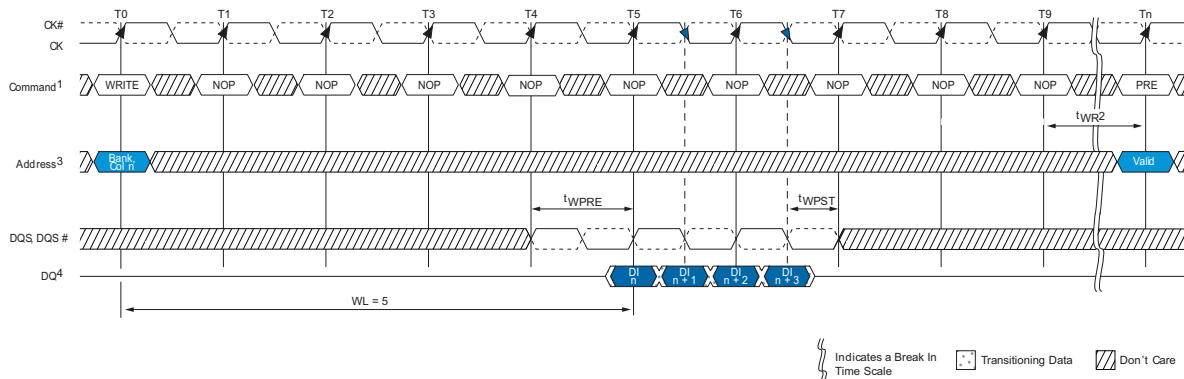 T0 T1 T2 T3 T4 T5 T6 T7 T8 T9 Tn
CK#
CK
Command1 WRITE NOP NOP NOP NOP NOP NOP NOP NOP NOP PRE
tWR2
Address3 Bank, Col n Valid
tWPRE tWPST
DQS, DQS #
DQ4 DI n DI n + 1 DI n + 2 DI n + 3
WL = 5
Indicates a Break In
Time Scale
Transitioning Data
Don't Care